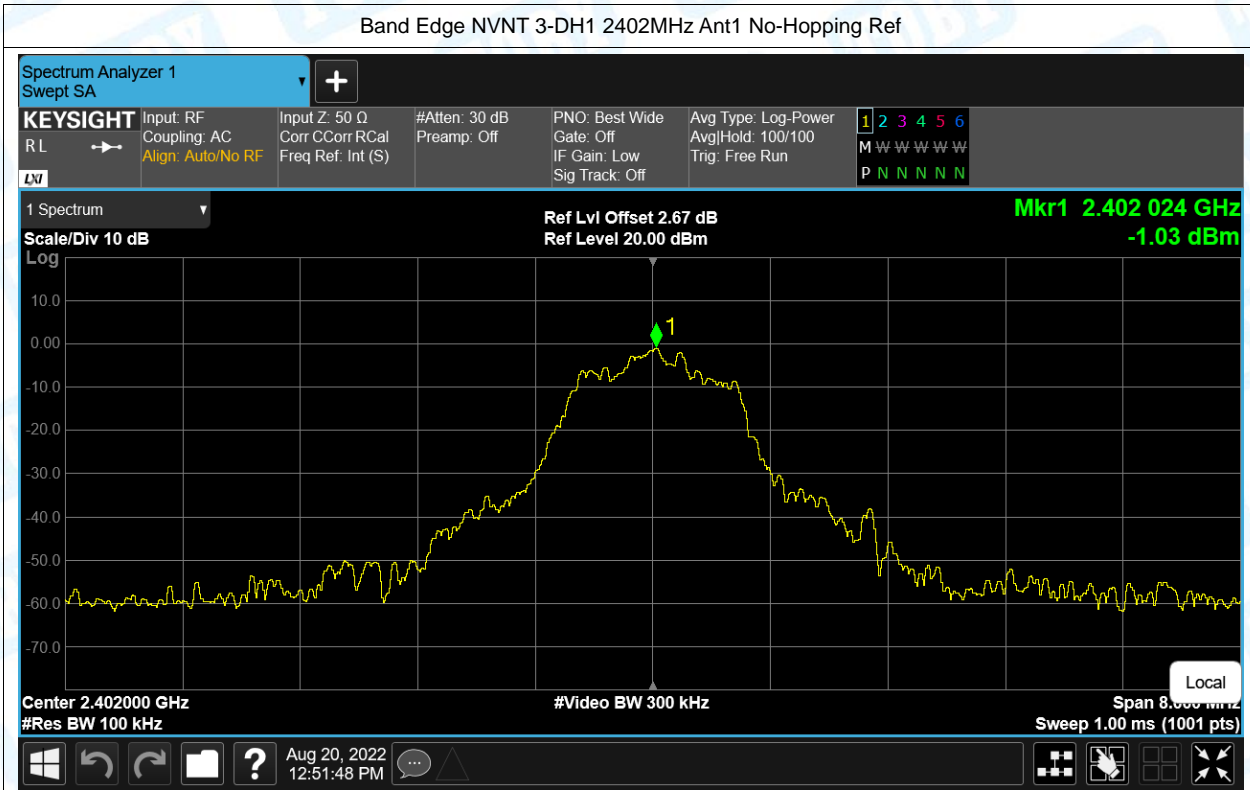 Band Edge NVNT 3-DH1 2402MHz Ant1 No-Hopping Ref
Spectrum Analyzer 1
Swept SA
KEYSIGHT
RL
LXI
Input: RF
Coupling: AC
Align: Auto/No RF
Input Z: 50 Ω
Corr CCorr RCal
Freq Ref: Int (S)
#Atten: 30 dB
Preamp: Off
PNO: Best Wide
Gate: Off
IF Gain: Low
Sig Track: Off
Avg Type: Log-Power
Avg|Hold: 100/100
Trig: Free Run
1 2 3 4 5 6
M W W W W W
P N N N N N
1 Spectrum
Scale/Div 10 dB
Ref Lvl Offset 2.67 dB
Ref Level 20.00 dBm
Mkr1 2.402 024 GHz
-1.03 dBm
Log
10.0
0.00
-10.0
-20.0
-30.0
-40.0
-50.0
-60.0
-70.0
1
Center 2.402000 GHz
#Res BW 100 kHz
#Video BW 300 kHz
Local
Span 8.000 MHz
Sweep 1.00 ms (1001 pts)
?
Aug 20, 2022
12:51:48 PM